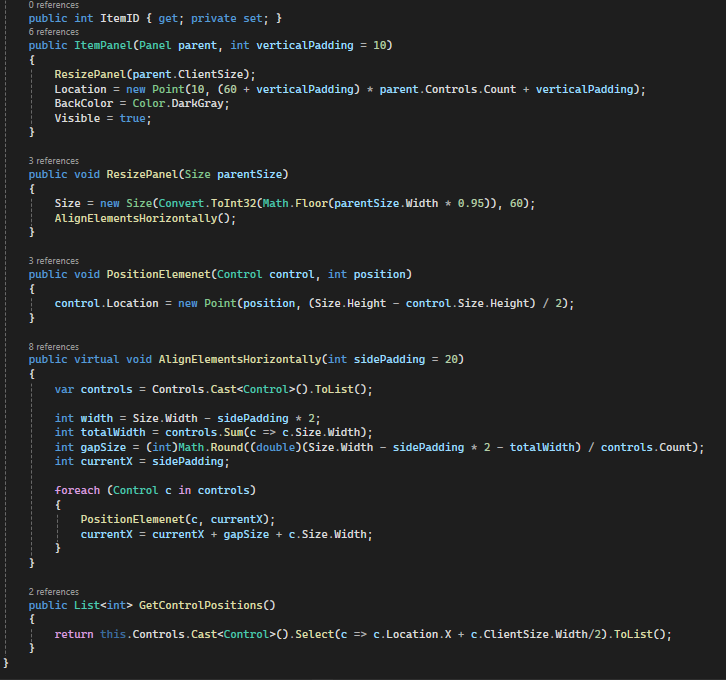 0 references
public int ItemID { get; private set; }
6 references
public ItemPanel(Panel parent, int verticalPadding = 10)
{
ResizePanel(parent.ClientSize);
Location = new Point(10, (60 + verticalPadding) * parent.Controls.Count + verticalPadding);
BackColor = Color.DarkGray;
Visible = true;
}
3 references
public void ResizePanel(Size parentSize)
{
Size = new Size(Convert.ToInt32(Math.Floor(parentSize.Width * 0.95)), 60);
AlignElementsHorizontally();
}
3 references
public void PositionElemenet(Control control, int position)
{
control.Location = new Point(position, (Size.Height - control.Size.Height) / 2);
}
8 references
public virtual void AlignElementsHorizontally(int sidePadding = 20)
{
var controls = Controls.Cast<Control>().ToList();
int width = Size.Width - sidePadding * 2;
int totalWidth = controls.Sum(c => c.Size.Width);
int gapSize = (int)Math.Round((double)(Size.Width - sidePadding * 2 - totalWidth) / controls.Count);
int currentX = sidePadding;
foreach (Control c in controls)
{
PositionElemenet(c, currentX);
currentX = currentX + gapSize + c.Size.Width;
}
}
2 references
public List<int> GetControlPositions()
{
return this.Controls.Cast<Control>().Select(c => c.Location.X + c.ClientSize.Width/2).ToList();
}
}